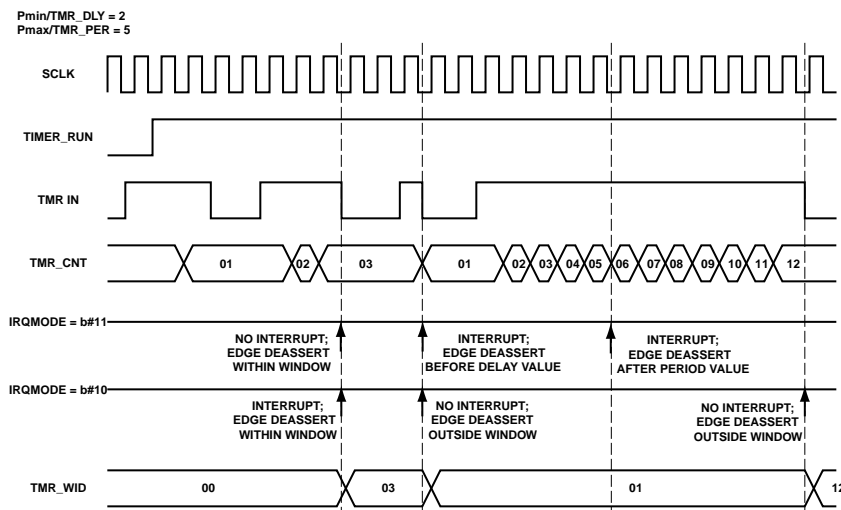 Pmin/TMR_DLY = 2
Pmax/TMR_PER = 5
SCLK
TIMER_RUN
TMR IN
TMR_CNT
01
02
03
01
02
03
04
05
06
07
08
09
10
11
12
IRQMODE = b#11
NO INTERRUPT;
EDGE DEASSERT
WITHIN WINDOW
INTERRUPT;
EDGE DEASSERT
BEFORE DELAY VALUE
INTERRUPT;
EDGE DEASSERT
AFTER PERIOD VALUE
IRQMODE = b#10
INTERRUPT;
EDGE DEASSERT
WITHIN WINDOW
NO INTERRUPT;
EDGE DEASSERT
OUTSIDE WINDOW
NO INTERRUPT;
EDGE DEASSERT
OUTSIDE WINDOW
TMR_WID
00
03
01
12